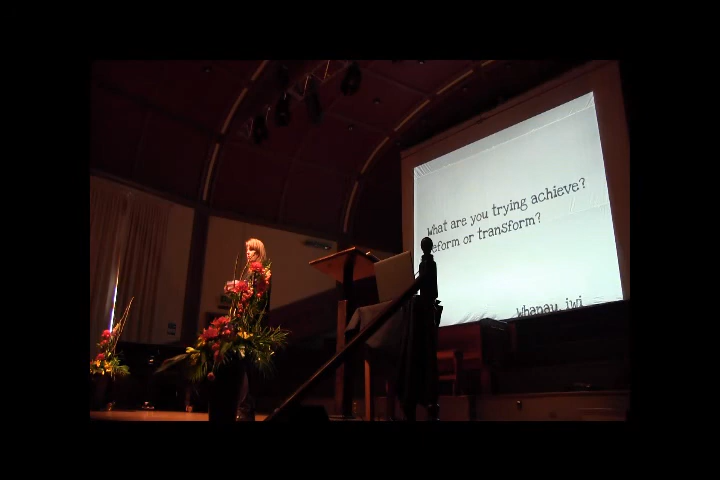 What are you trying achieve?
eform or transform?
Whanau iwi